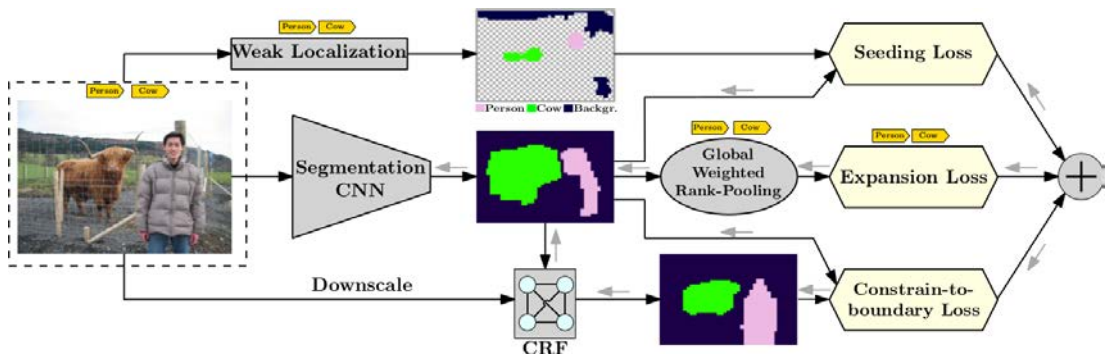 Person Cow
Weak Localization
Seeding Loss
Person Cow
Person Cow Backgr.
Person Cow
Person Cow
Segmentation
CNN
Global
Weighted
Rank-Pooling
Expansion Loss
+
Downscale
Constrain-to-
boundary Loss
CRF